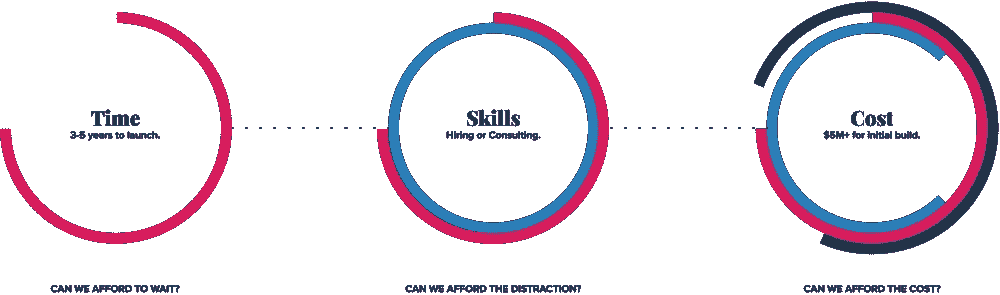 Time
3-5 years to launch.
Skills
Hiring or Consulting.
Cost
$5M+ for initial build.
CAN WE AFFORD TO WAIT?
CAN WE AFFORD THE DISTRACTION?
CAN WE AFFORD THE COST?